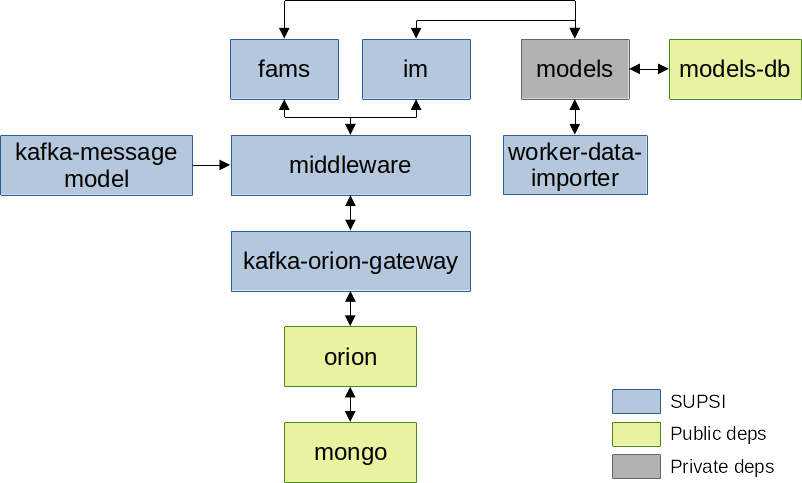 fams
im
models
models-db
kafka-message
model
middleware
worker-data-
importer
kafka-orion-gateway
orion
mongo
SUPSI
Public deps
Private deps